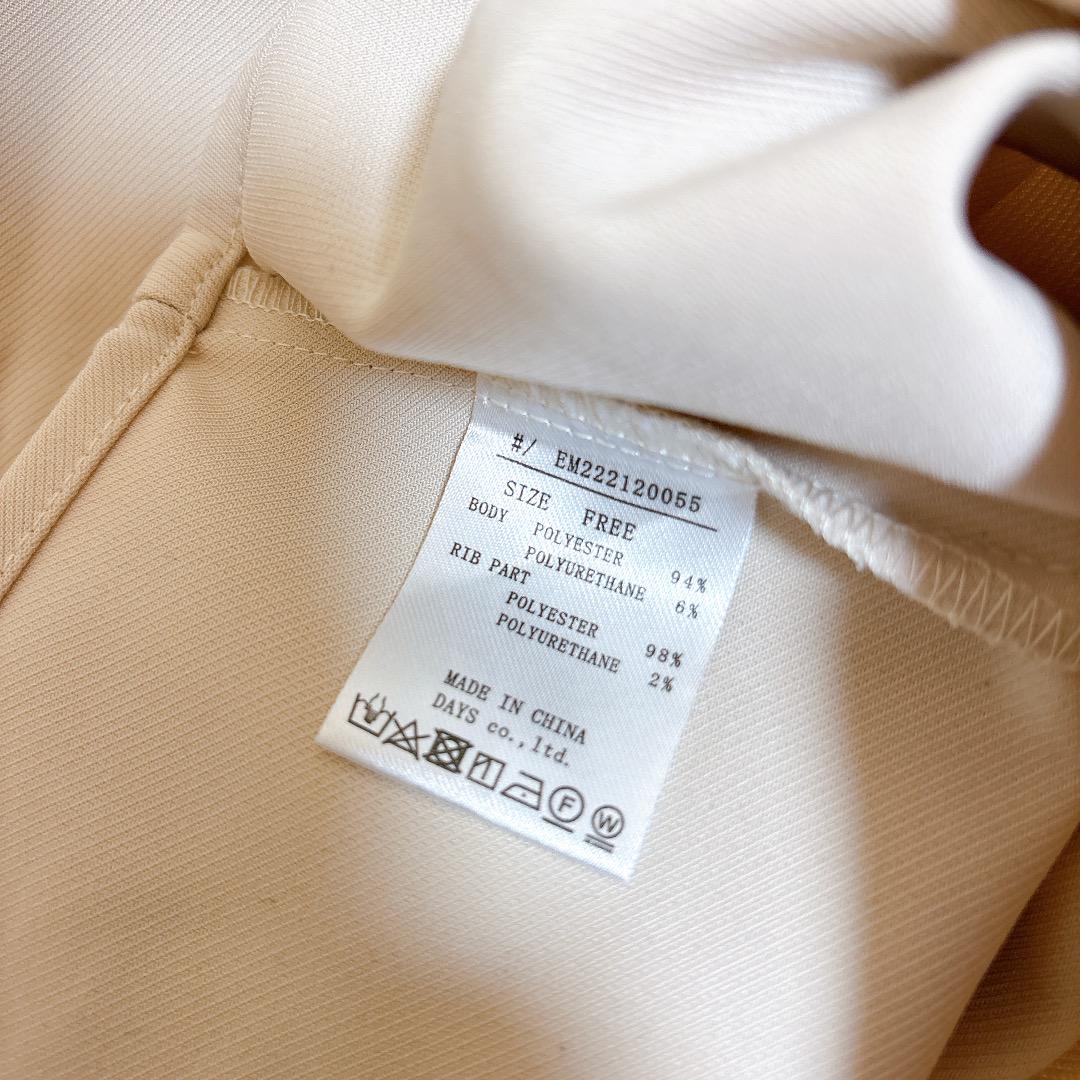 #/ EM222120055
SIZE FREE
BODY POLYESTER 94%
POLYURETHANE 6%
RIB PART
POLYESTER 98%
POLYURETHANE 2%
MADE IN CHINA
DAYS co.,ltd.
F W